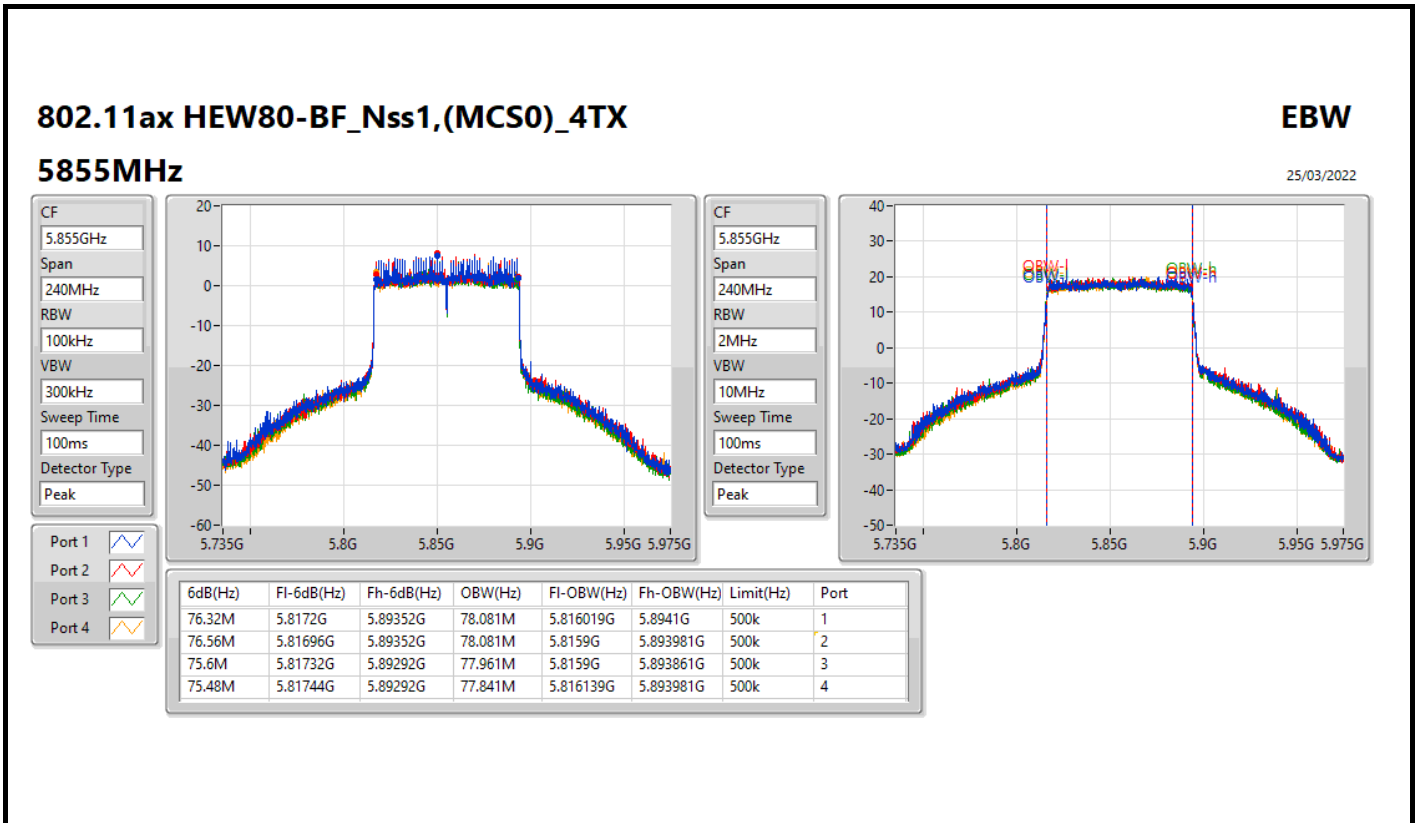 802.11ax HEW80-BF_Nss1,(MCS0)_4TX
EBW
5855MHz
25/03/2022
CF
5.855GHz
Span
240MHz
RBW
100kHz
VBW
300kHz
Sweep Time
100ms
Detector Type
Peak
20
10
0
-10
-20
-30
-40
-50
-60
5.735G 5.8G 5.85G 5.9G 5.95G 5.975G
CF
5.855GHz
Span
240MHz
RBW
2MHz
VBW
10MHz
Sweep Time
100ms
Detector Type
Peak
40
30
20
10
0
-10
-20
-30
-40
-50
OBW-l OBW-h
5.735G 5.8G 5.85G 5.9G 5.95G 5.975G
Port 1
Port 2
Port 3
Port 4
6dB(Hz) Fl-6dB(Hz) Fh-6dB(Hz) OBW(Hz) Fl-OBW(Hz) Fh-OBW(Hz) Limit(Hz) Port
76.32M 5.8172G 5.89352G 78.081M 5.816019G 5.8941G 500k 1
76.56M 5.81696G 5.89352G 78.081M 5.8159G 5.893981G 500k 2
75.6M 5.81732G 5.89292G 77.961M 5.8159G 5.893861G 500k 3
75.48M 5.81744G 5.89292G 77.841M 5.816139G 5.893981G 500k 4